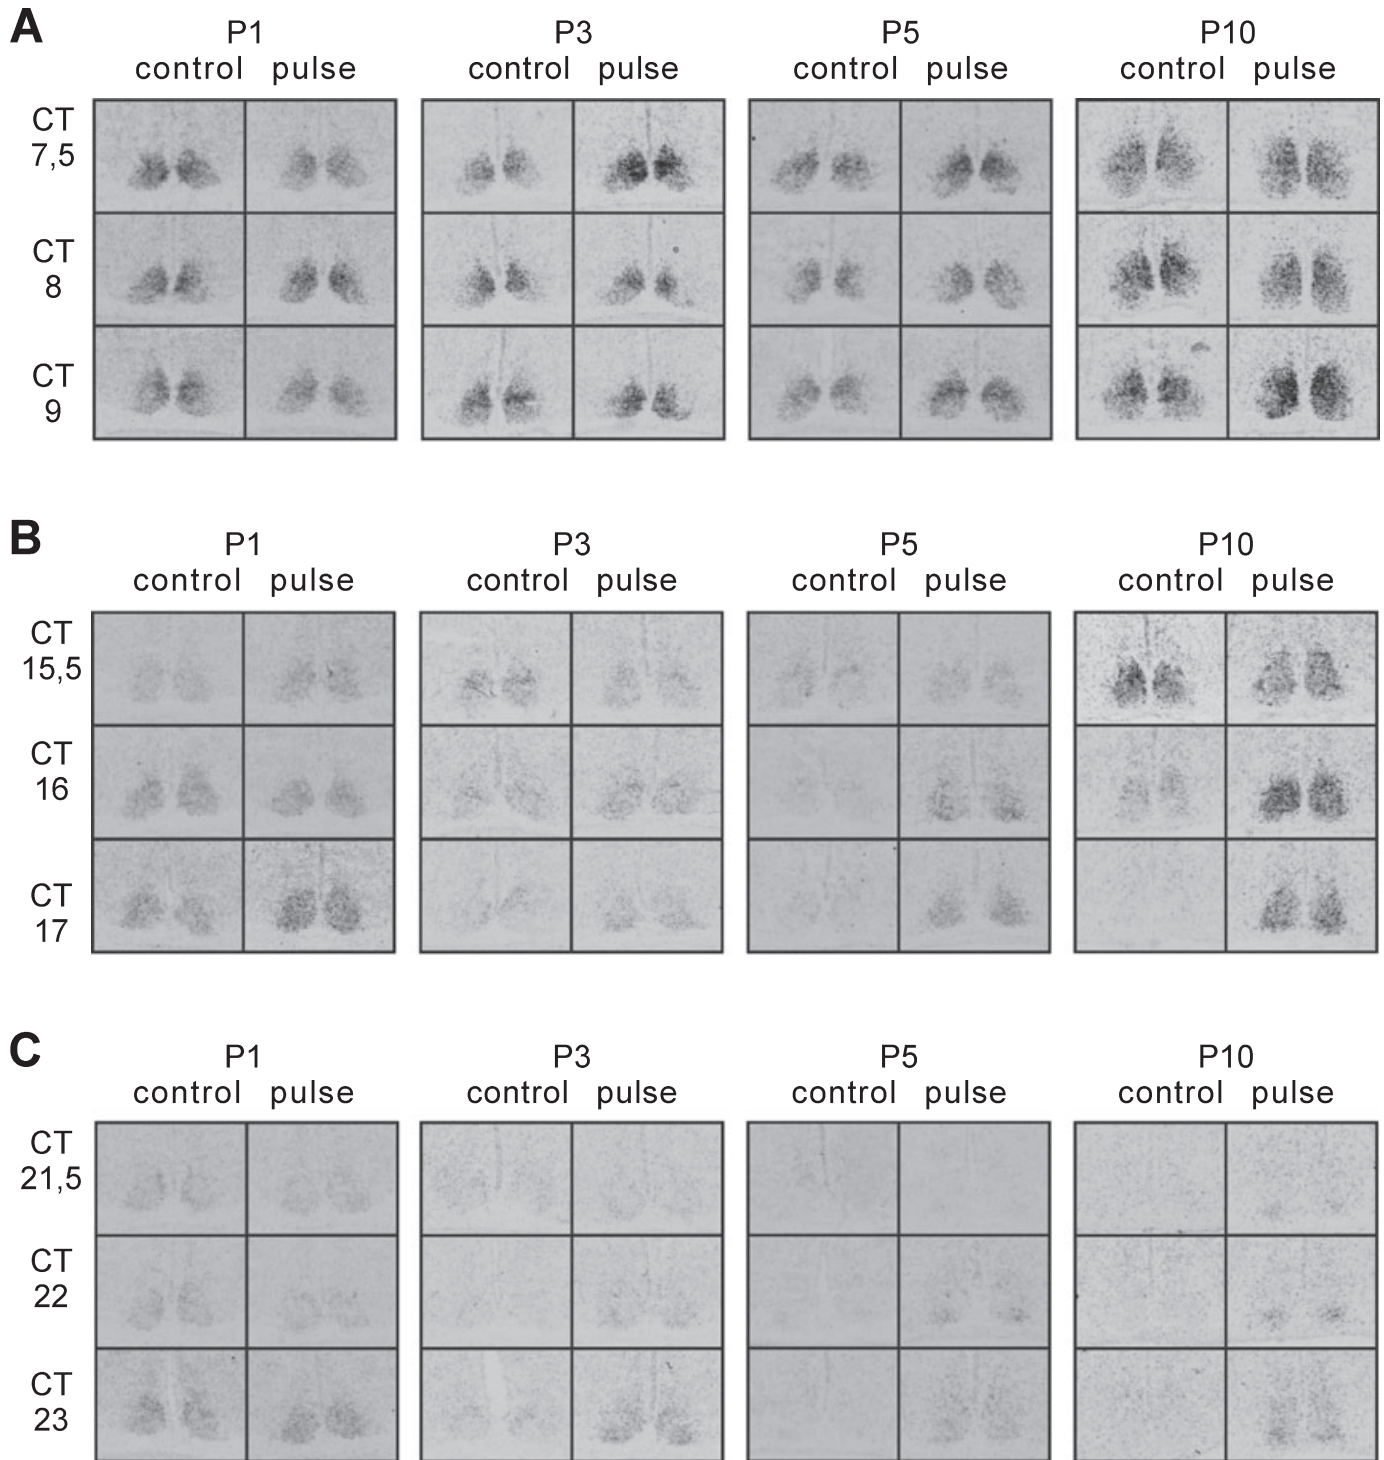 A
P1 P3 P5 P10
control pulse control pulse control pulse control pulse
CT
7,5
CT
8
CT
9
B
P1 P3 P5 P10
control pulse control pulse control pulse control pulse
CT
15,5
CT
16
CT
17
C
P1 P3 P5 P10
control pulse control pulse control pulse control pulse
CT
21,5
CT
22
CT
23